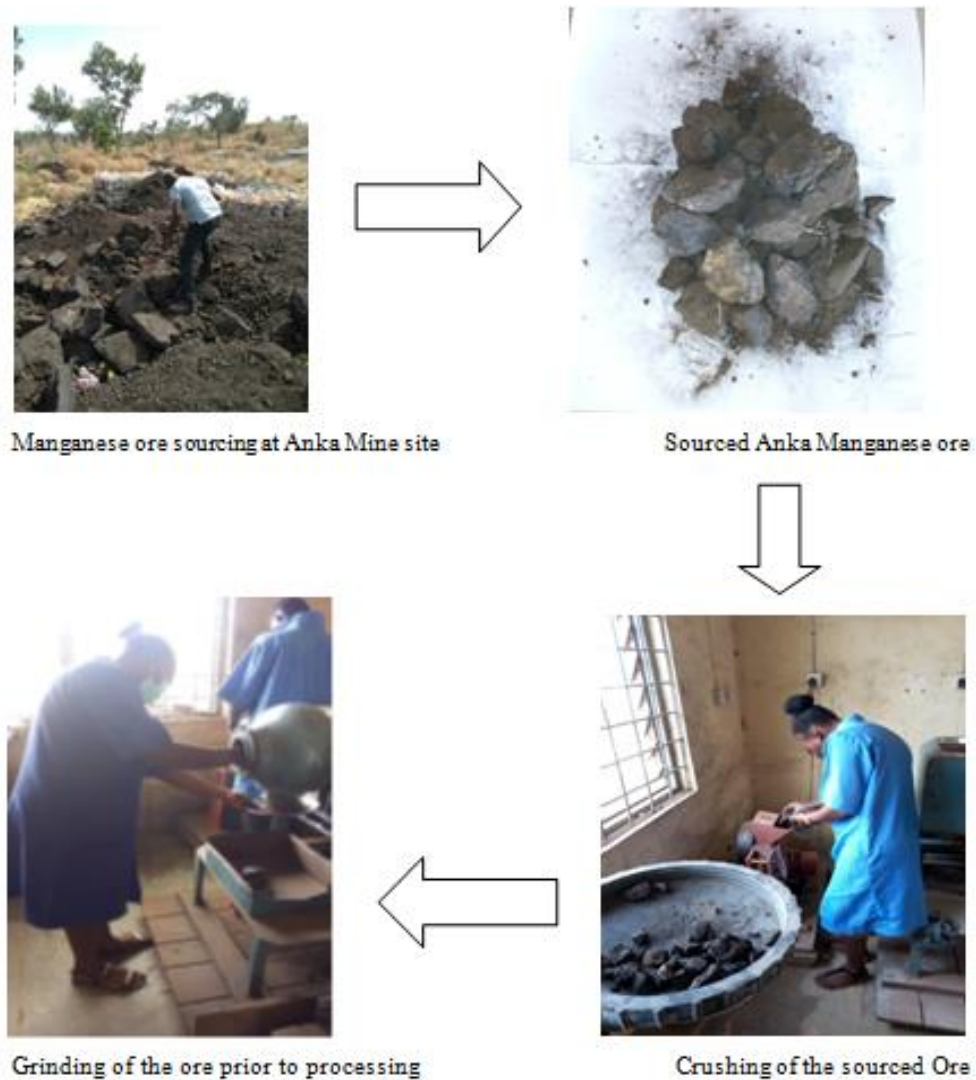 Manganese ore sourcing at Anka Mine site
Sourced Anka Manganese ore
Grinding of the ore prior to processing
Crushing of the sourced Ore